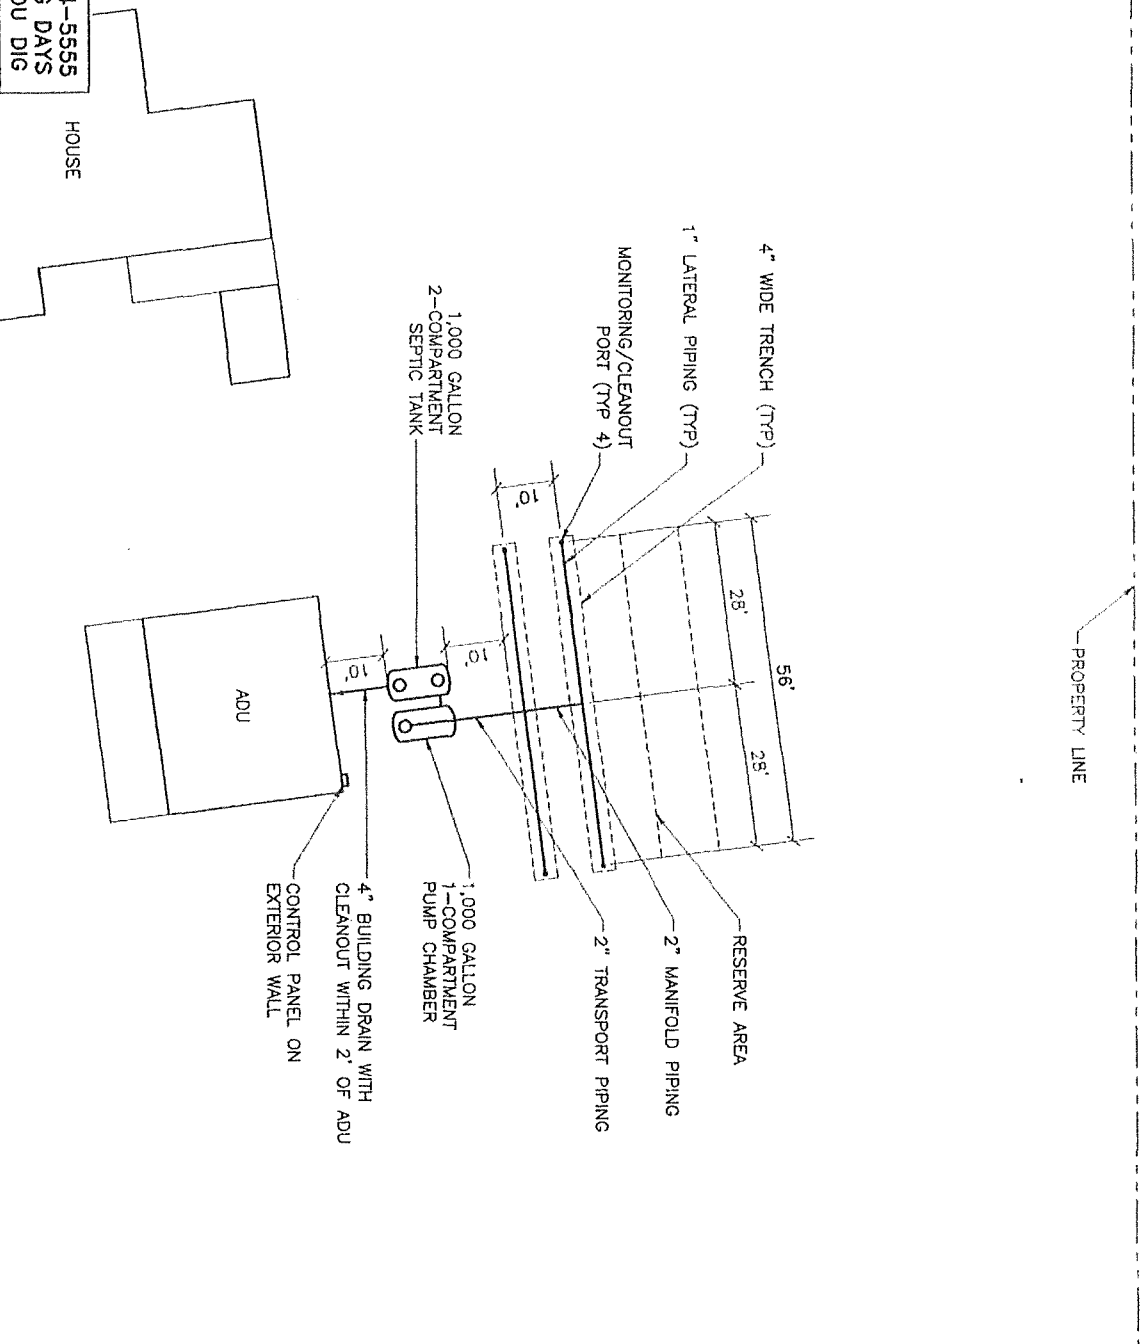 4-5555
G DAYS
OU DIG
HOUSE
PROPERTY LINE
4" WIDE TRENCH (TYP)
1" LATERAL PIPING (TYP)
MONITORING/CLEANOUT
PORT (TYP 4)
1,000 GALLON
2-COMPARTMENT
SEPTIC TANK
10'
28'
56'
28'
10'
10'
ADU
RESERVE AREA
2" MANIFOLD PIPING
2" TRANSPORT PIPING
1,000 GALLON
1-COMPARTMENT
PUMP CHAMBER
4" BUILDING DRAIN WITH
CLEANOUT WITHIN 2' OF ADU
CONTROL PANEL ON
EXTERIOR WALL